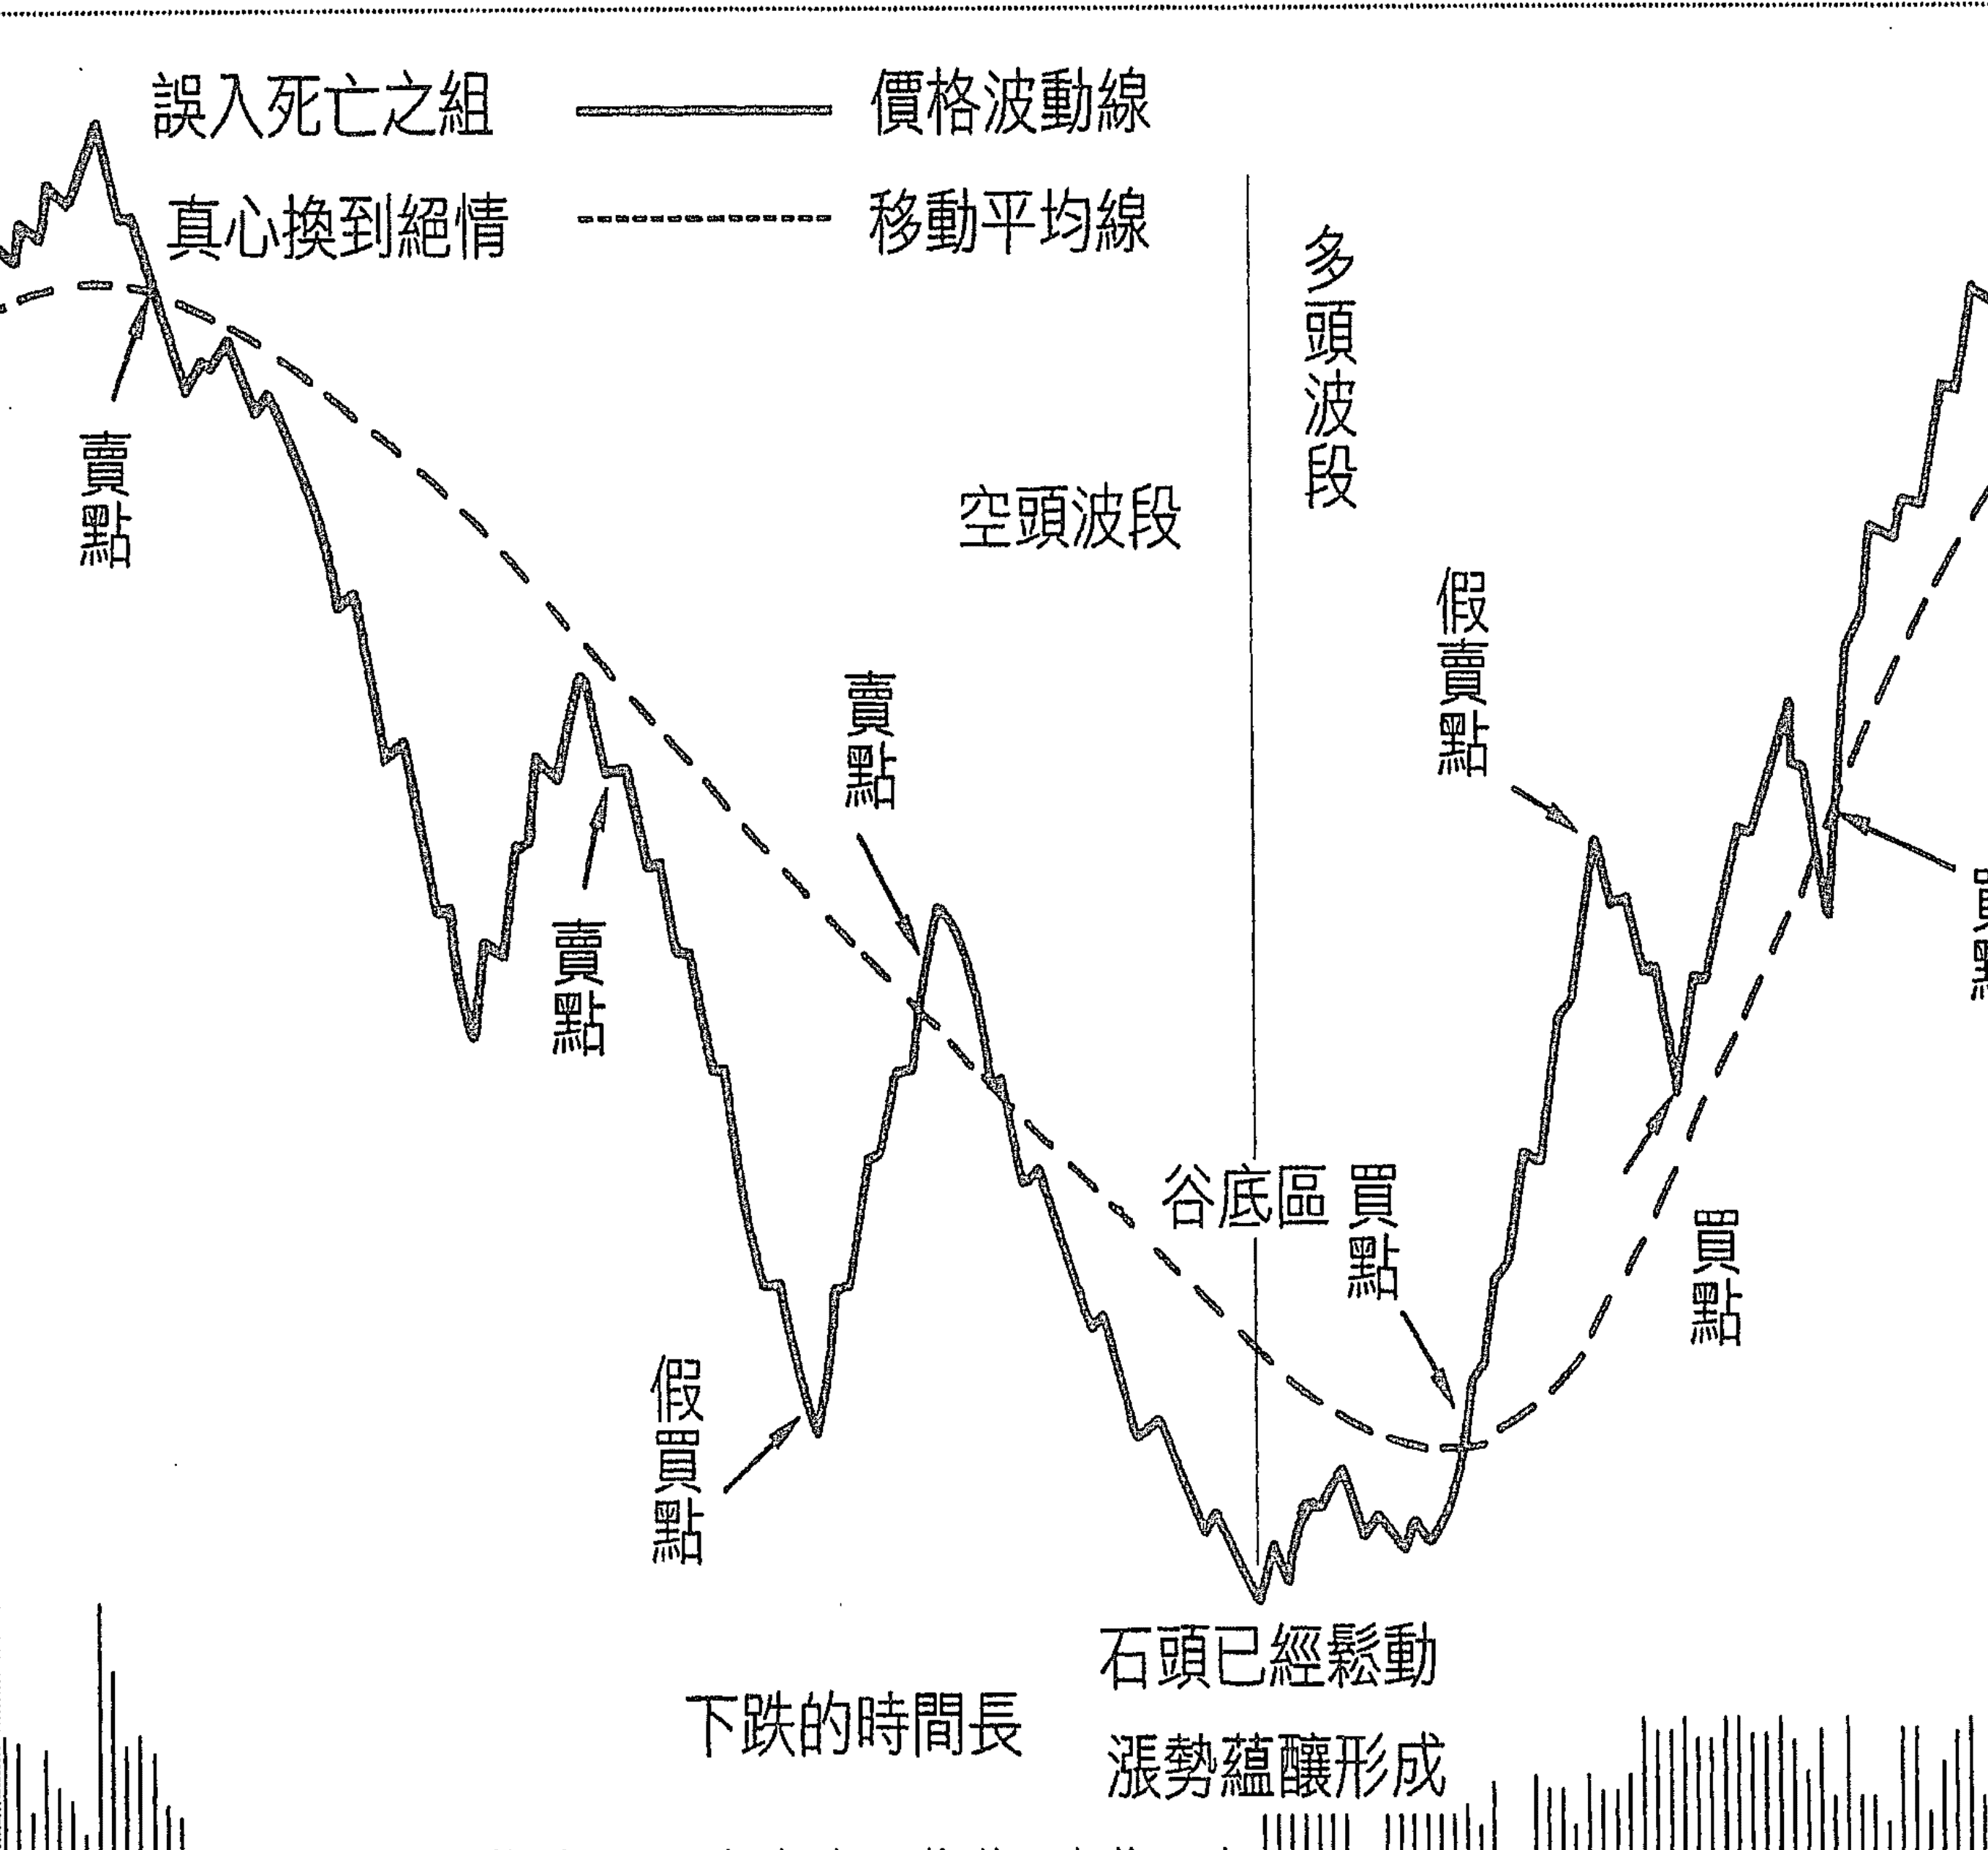 誤入死亡之組
價格波動線
真心換到絕情
移動平均線
多頭波段
空頭波段
賣點
假賣點
賣點
賣點
谷底區
買點
買點
假買點
石頭已經鬆動
下跌的時間長
漲勢蘊釀形成